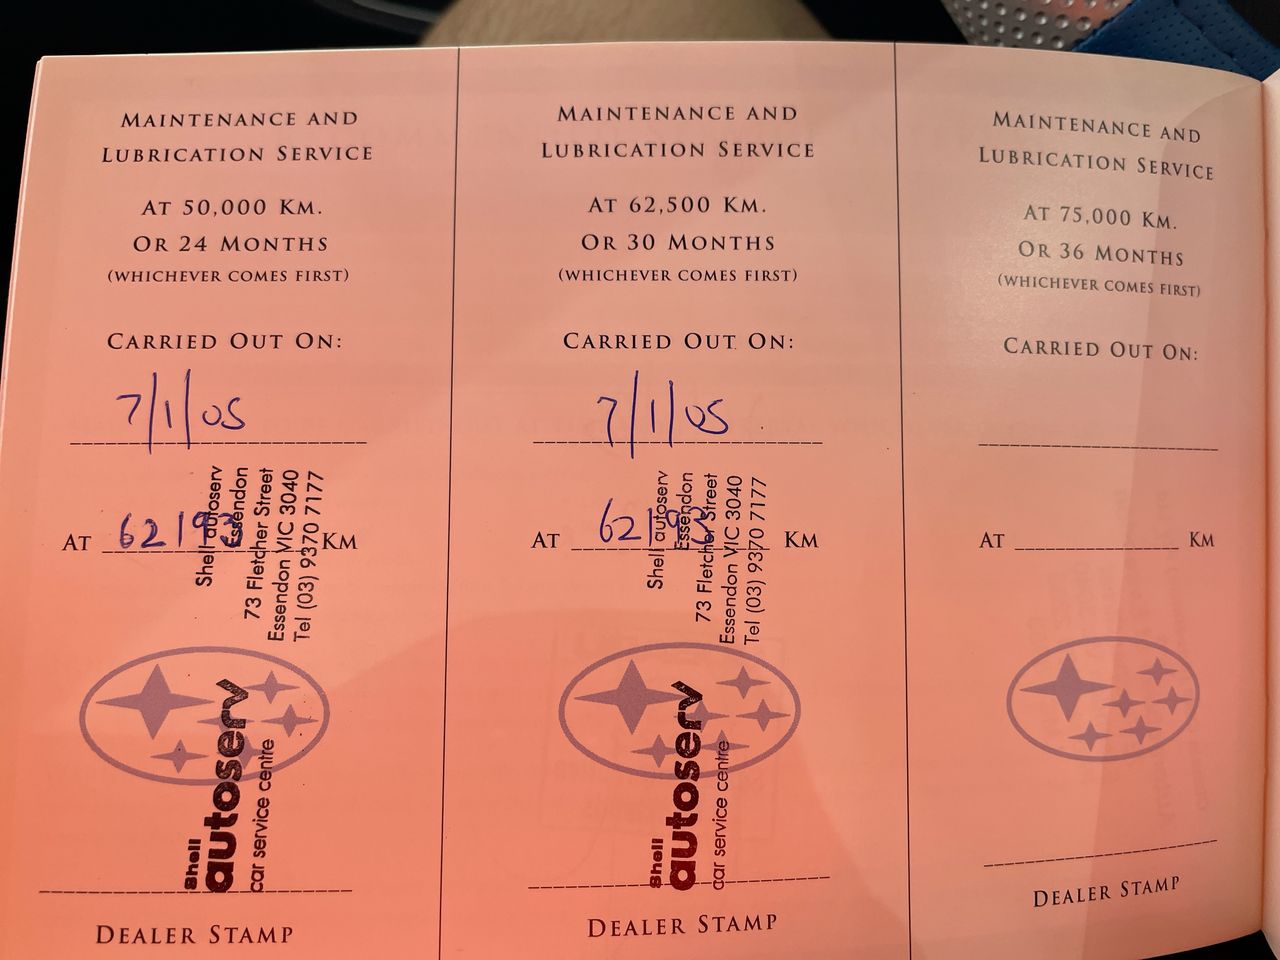 MAINTENANCE AND
LUBRICATION SERVICE
AT 50,000 KM.
OR 24 MONTHS
(WHICHEVER COMES FIRST)
CARRIED OUT ON:
7/1/05
AT 62193 KM
Shell autoserv
Essendon
73 Fletcher Street
Essendon VIC 3040
Tel (03) 9370 7177
Shell
autoserv
car service centre
DEALER STAMP
MAINTENANCE AND
LUBRICATION SERVICE
AT 62,500 KM.
OR 30 MONTHS
(WHICHEVER COMES FIRST)
CARRIED OUT ON:
7/1/05
AT 62193 KM
Shell autoserv
Essendon
73 Fletcher Street
Essendon VIC 3040
Tel (03) 9370 7177
Shell
autoserv
car service centre
DEALER STAMP
MAINTENANCE AND
LUBRICATION SERVICE
AT 75,000 KM.
OR 36 MONTHS
(WHICHEVER COMES FIRST)
CARRIED OUT ON:
AT KM
DEALER STAMP